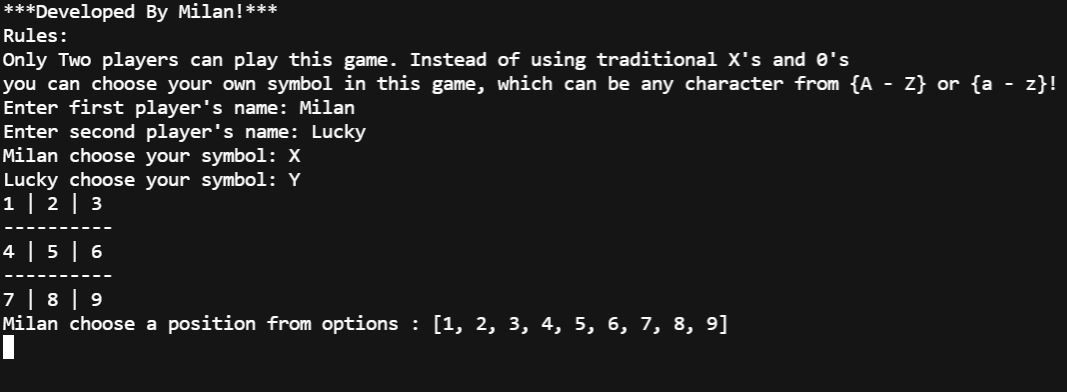 ***Developed By Milan!***
Rules:
Only Two players can play this game. Instead of using traditional X's and 0's
you can choose your own symbol in this game, which can be any character from {A - Z} or {a - z}!
Enter first player's name: Milan
Enter second player's name: Lucky
Milan choose your symbol: X
Lucky choose your symbol: Y
1 | 2 | 3
----------
4 | 5 | 6
----------
7 | 8 | 9
Milan choose a position from options : [1, 2, 3, 4, 5, 6, 7, 8, 9]